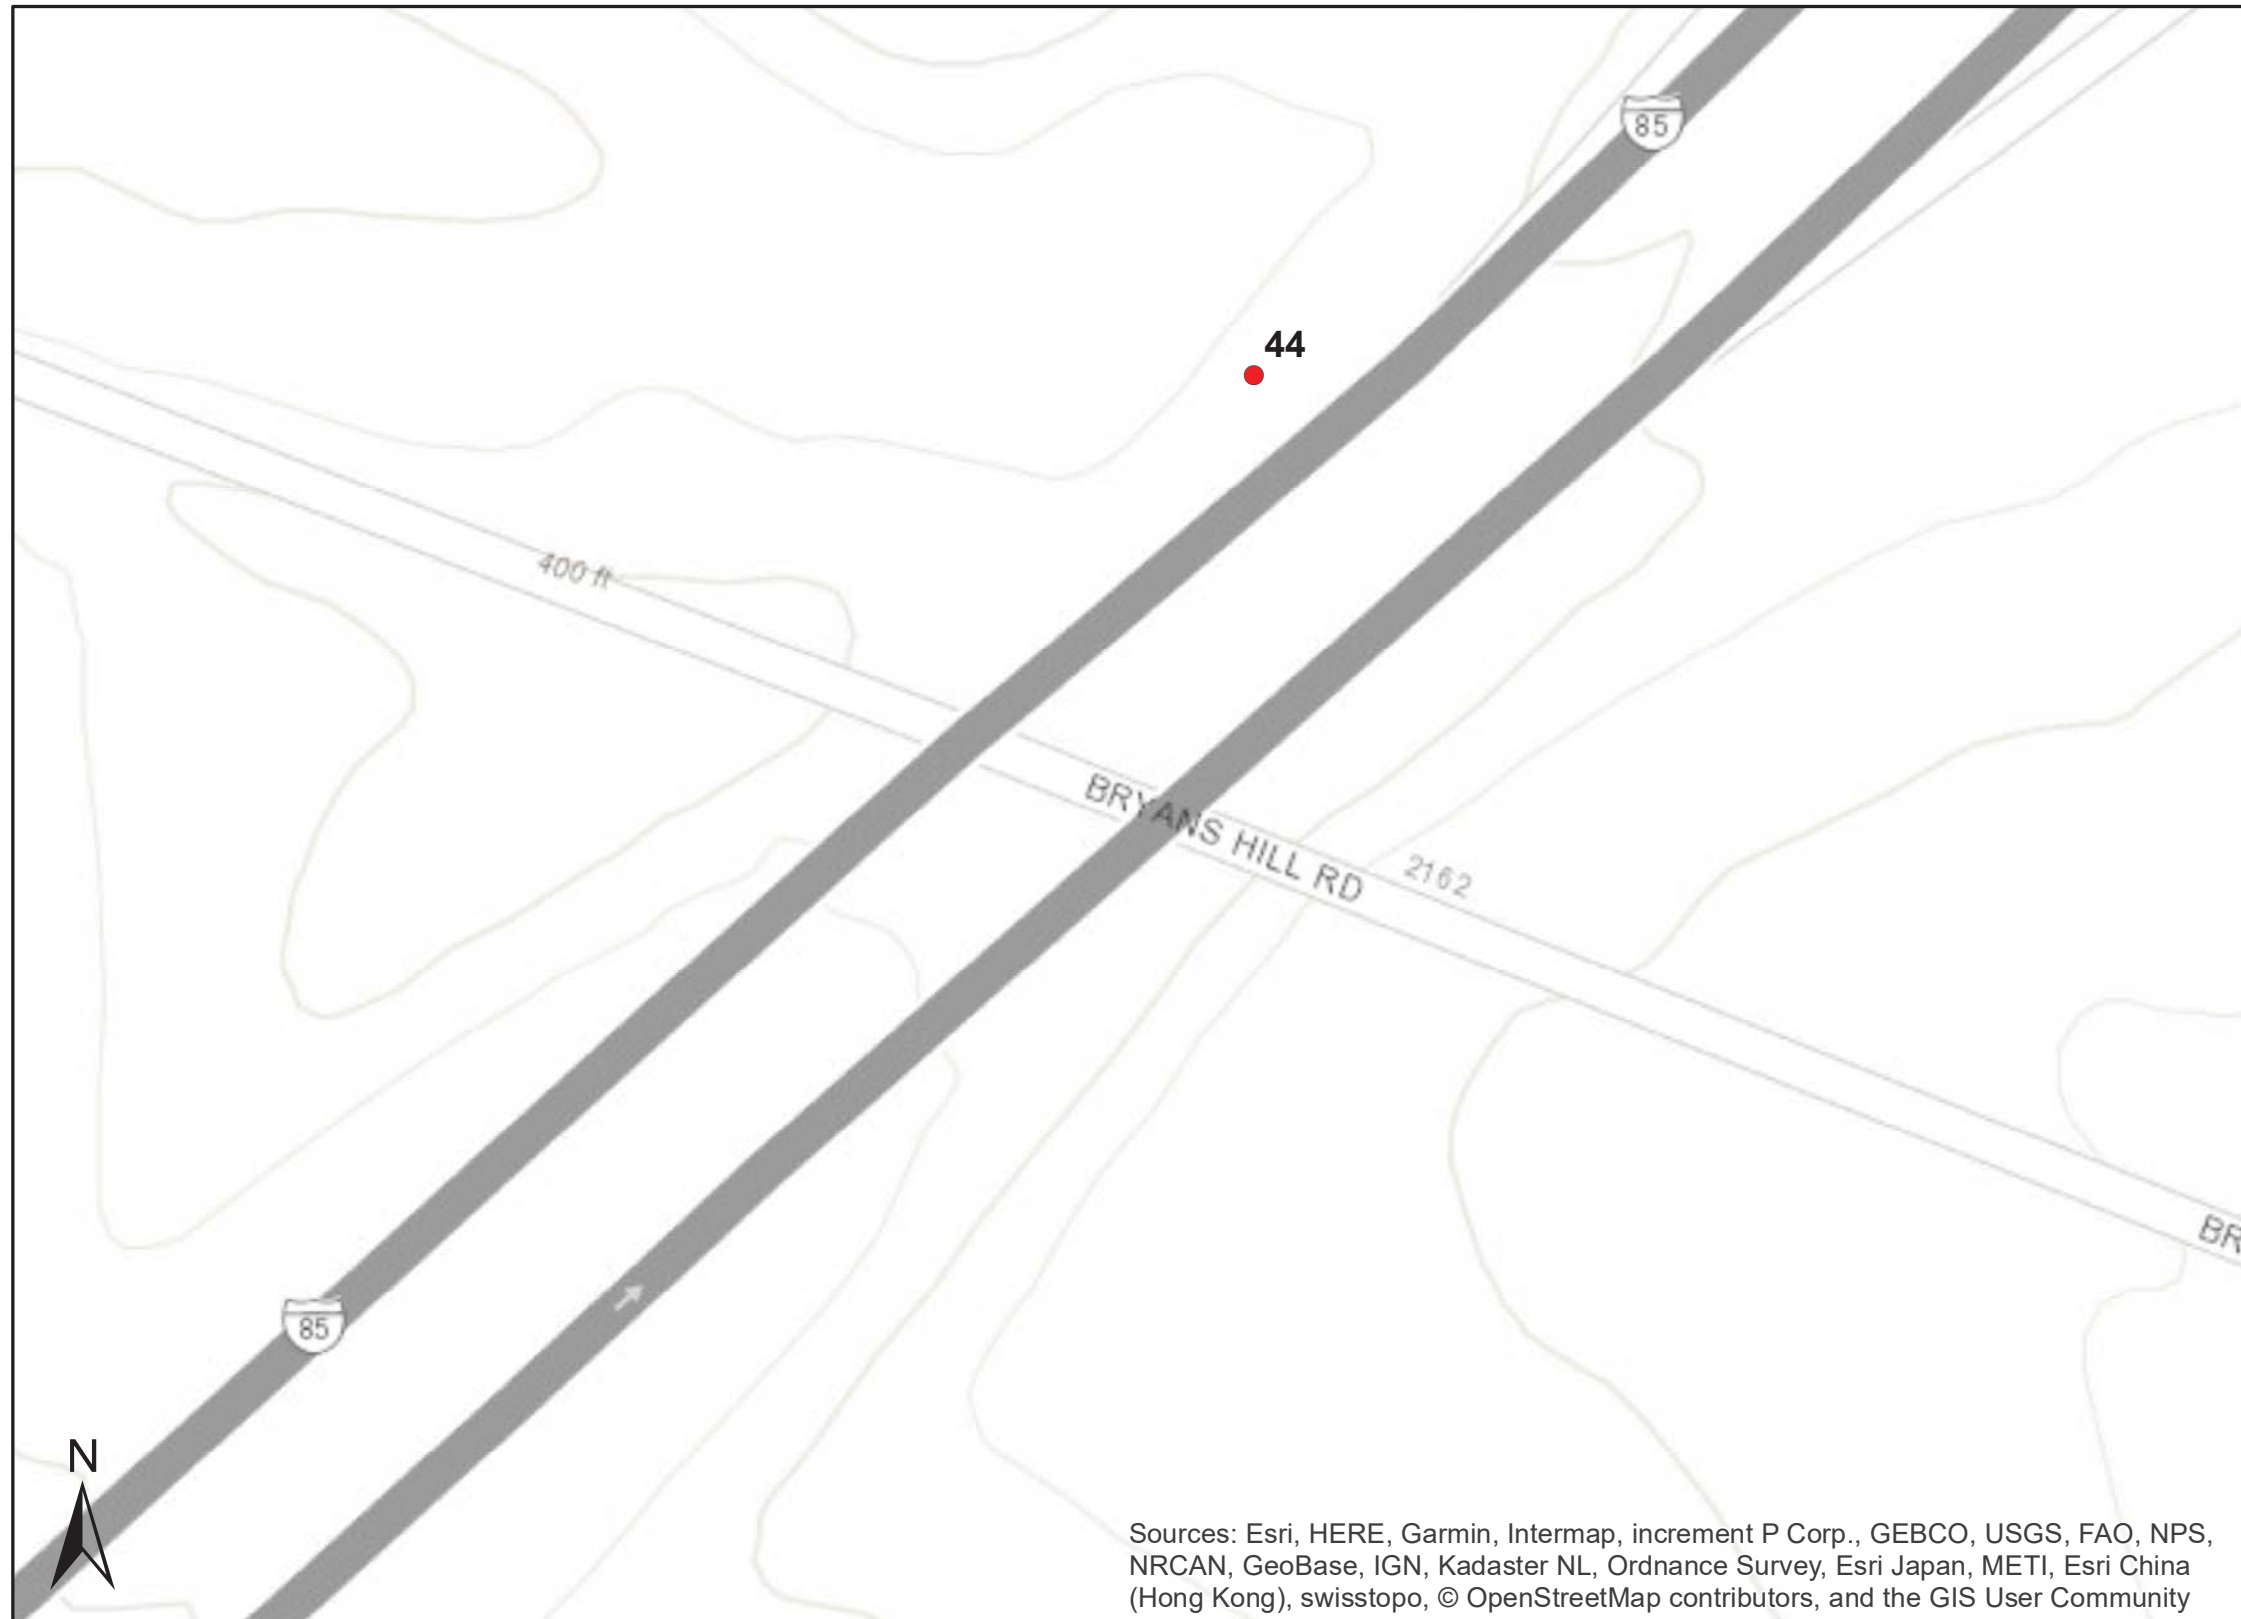 85
44
400 ft
BRYANS HILL RD
2162
BR
85
N
Sources: Esri, HERE, Garmin, Intermap, increment P Corp., GEBCO, USGS, FAO, NPS,
NRCAN, GeoBase, IGN, Kadaster NL, Ordnance Survey, Esri Japan, METI, Esri China
(Hong Kong), swisstopo, © OpenStreetMap contributors, and the GIS User Community